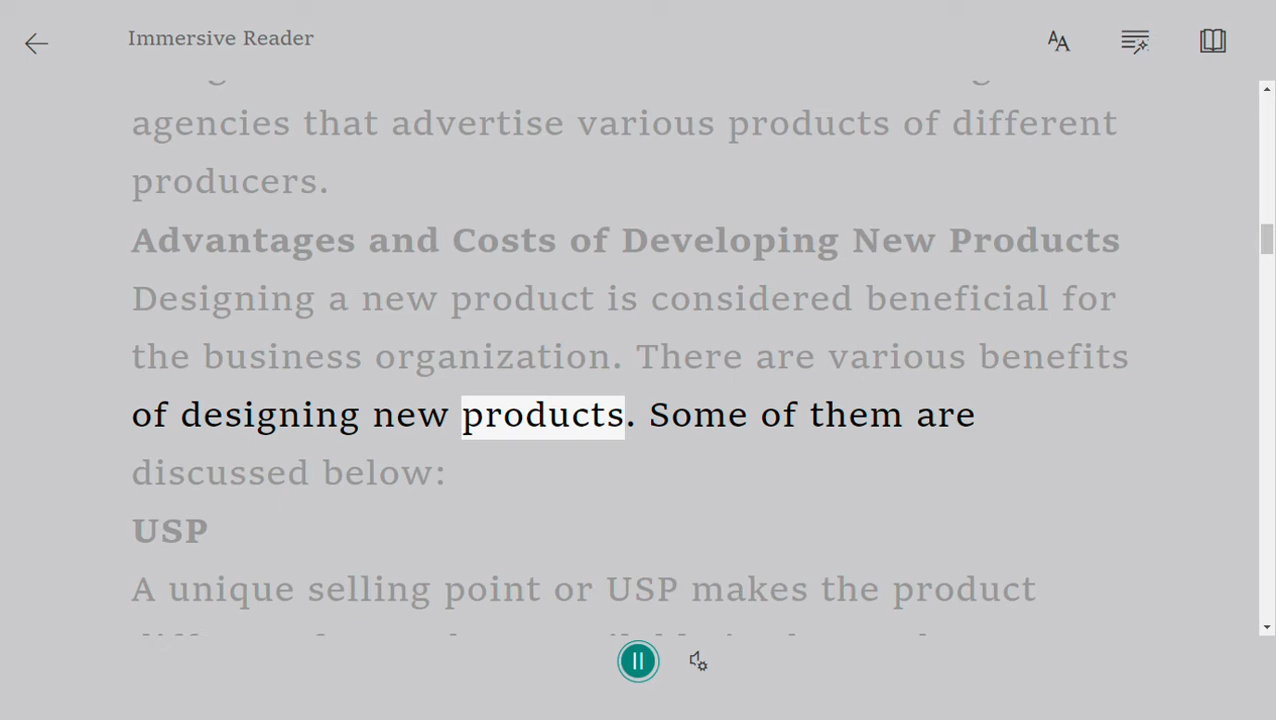 Immersive Reader
agencies that advertise various products of different
producers.
Advantages and Costs of Developing New Products
Designing a new product is considered beneficial for
the business organization. There are various benefits
of designing new products. Some of them are
discussed below:
USP
A unique selling point or USP makes the product